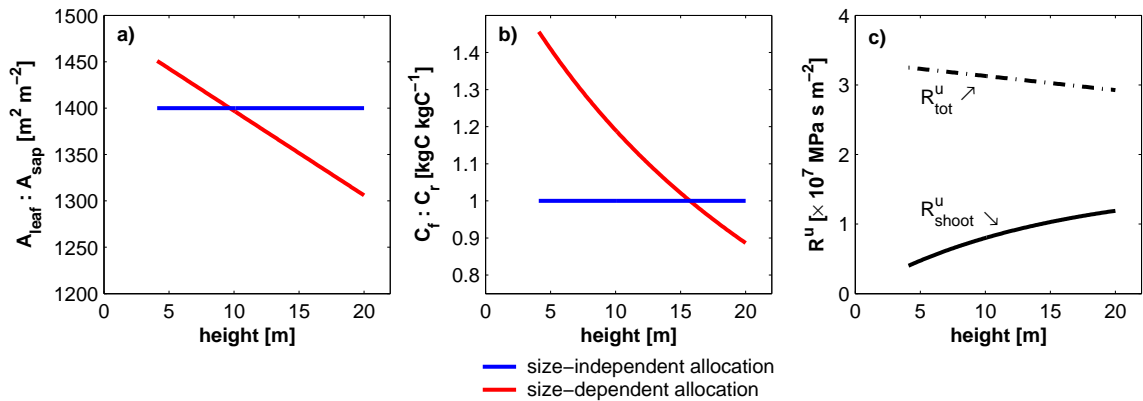 a)
1500
1450
1400
1350
1300
1250
1200
A_leaf : A_sap [m² m⁻²]
0 5 10 15 20
height [m]
b)
1.4
1.3
1.2
1.1
1
0.9
0.8
C_f : C_r [kgC kgC⁻¹]
0 5 10 15 20
height [m]
c)
4
3
2
1
0
R^u [× 10⁷ MPa s m⁻²]
R^u_tot
R^u_shoot
0 5 10 15 20
height [m]
size−independent allocation
size−dependent allocation